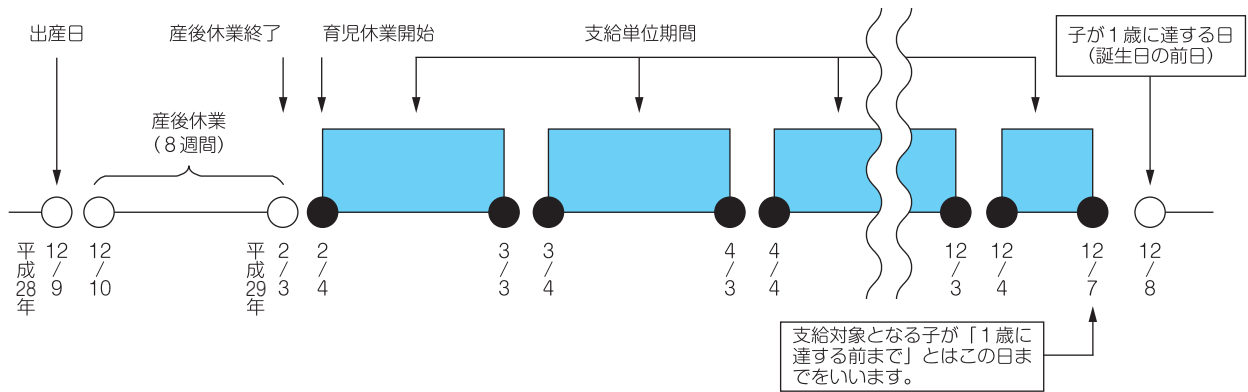 出産日
産後休業終了
育児休業開始
支給単位期間
子が1歳に達する日
(誕生日の前日)
産後休業
(8週間)
平成28年
12/9
12/10
平成29年
2/3
2/4
3/3
3/4
4/3
4/4
12/3
12/4
12/7
12/8
支給対象となる子が「1歳に
達する前まで」とはこの日ま
でをいいます。